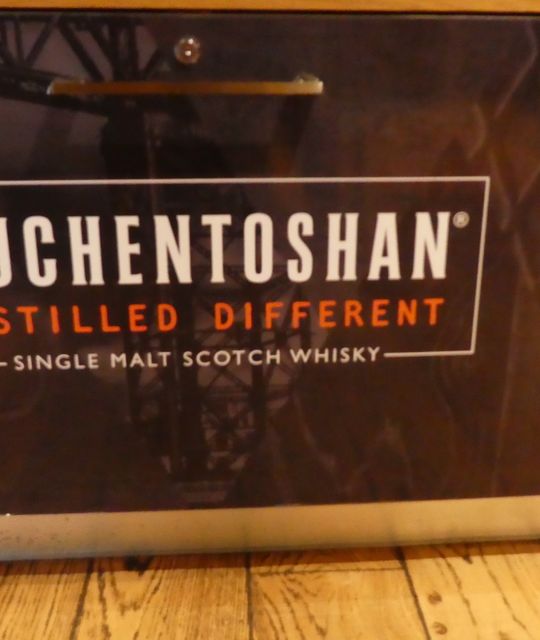 UCHENTOSHAN®
STILLED DIFFERENT
SINGLE MALT SCOTCH WHISKY